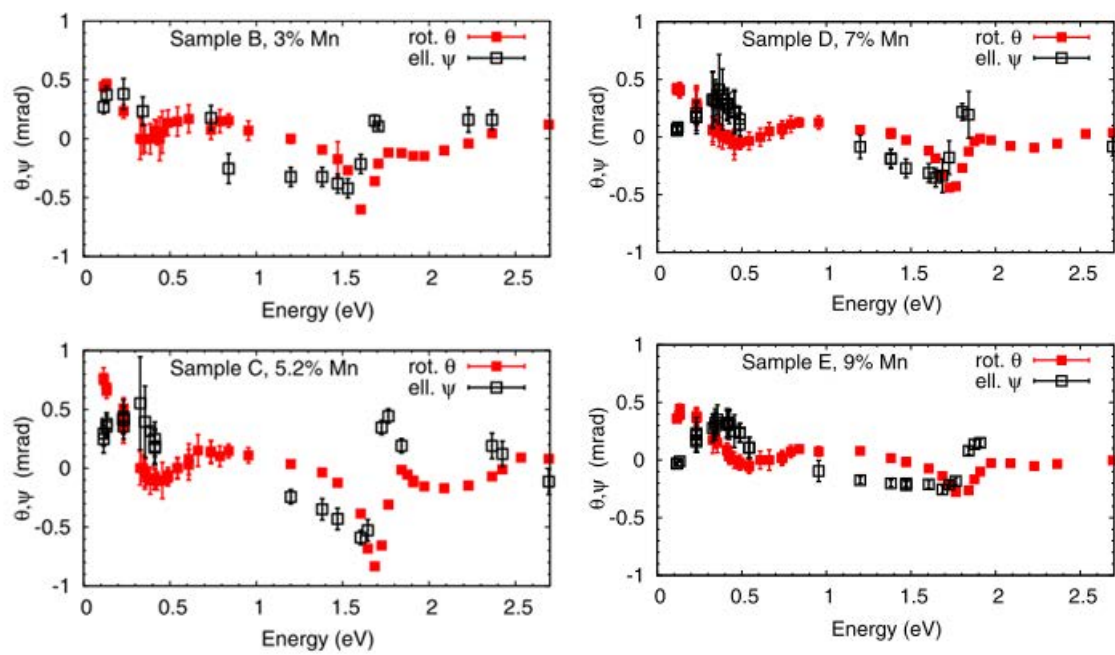 Sample B, 3% Mn
rot. θ
ell. ψ
1
0.5
0
-0.5
-1
θ,ψ (mrad)
0 0.5 1 1.5 2 2.5
Energy (eV)
Sample D, 7% Mn
rot. θ
ell. ψ
1
0.5
0
-0.5
-1
θ,ψ (mrad)
0 0.5 1 1.5 2 2.5
Energy (eV)
Sample C, 5.2% Mn
rot. θ
ell. ψ
1
0.5
0
-0.5
-1
θ,ψ (mrad)
0 0.5 1 1.5 2 2.5
Energy (eV)
Sample E, 9% Mn
rot. θ
ell. ψ
1
0.5
0
-0.5
-1
θ,ψ (mrad)
0 0.5 1 1.5 2 2.5
Energy (eV)